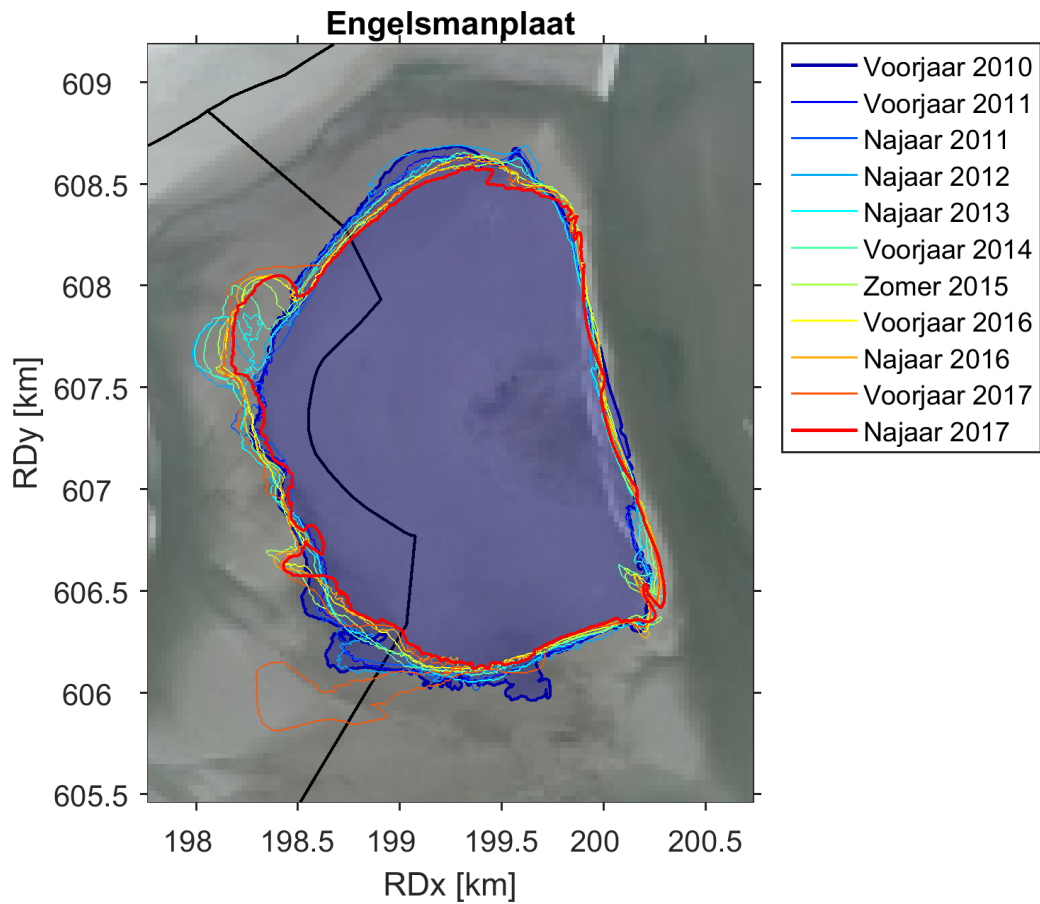 Engelsmanplaat
609
608.5
608
607.5
607
606.5
606
605.5
RDy [km]
198
198.5
199
199.5
200
200.5
RDx [km]
Voorjaar 2010
Voorjaar 2011
Najaar 2011
Najaar 2012
Najaar 2013
Voorjaar 2014
Zomer 2015
Voorjaar 2016
Najaar 2016
Voorjaar 2017
Najaar 2017